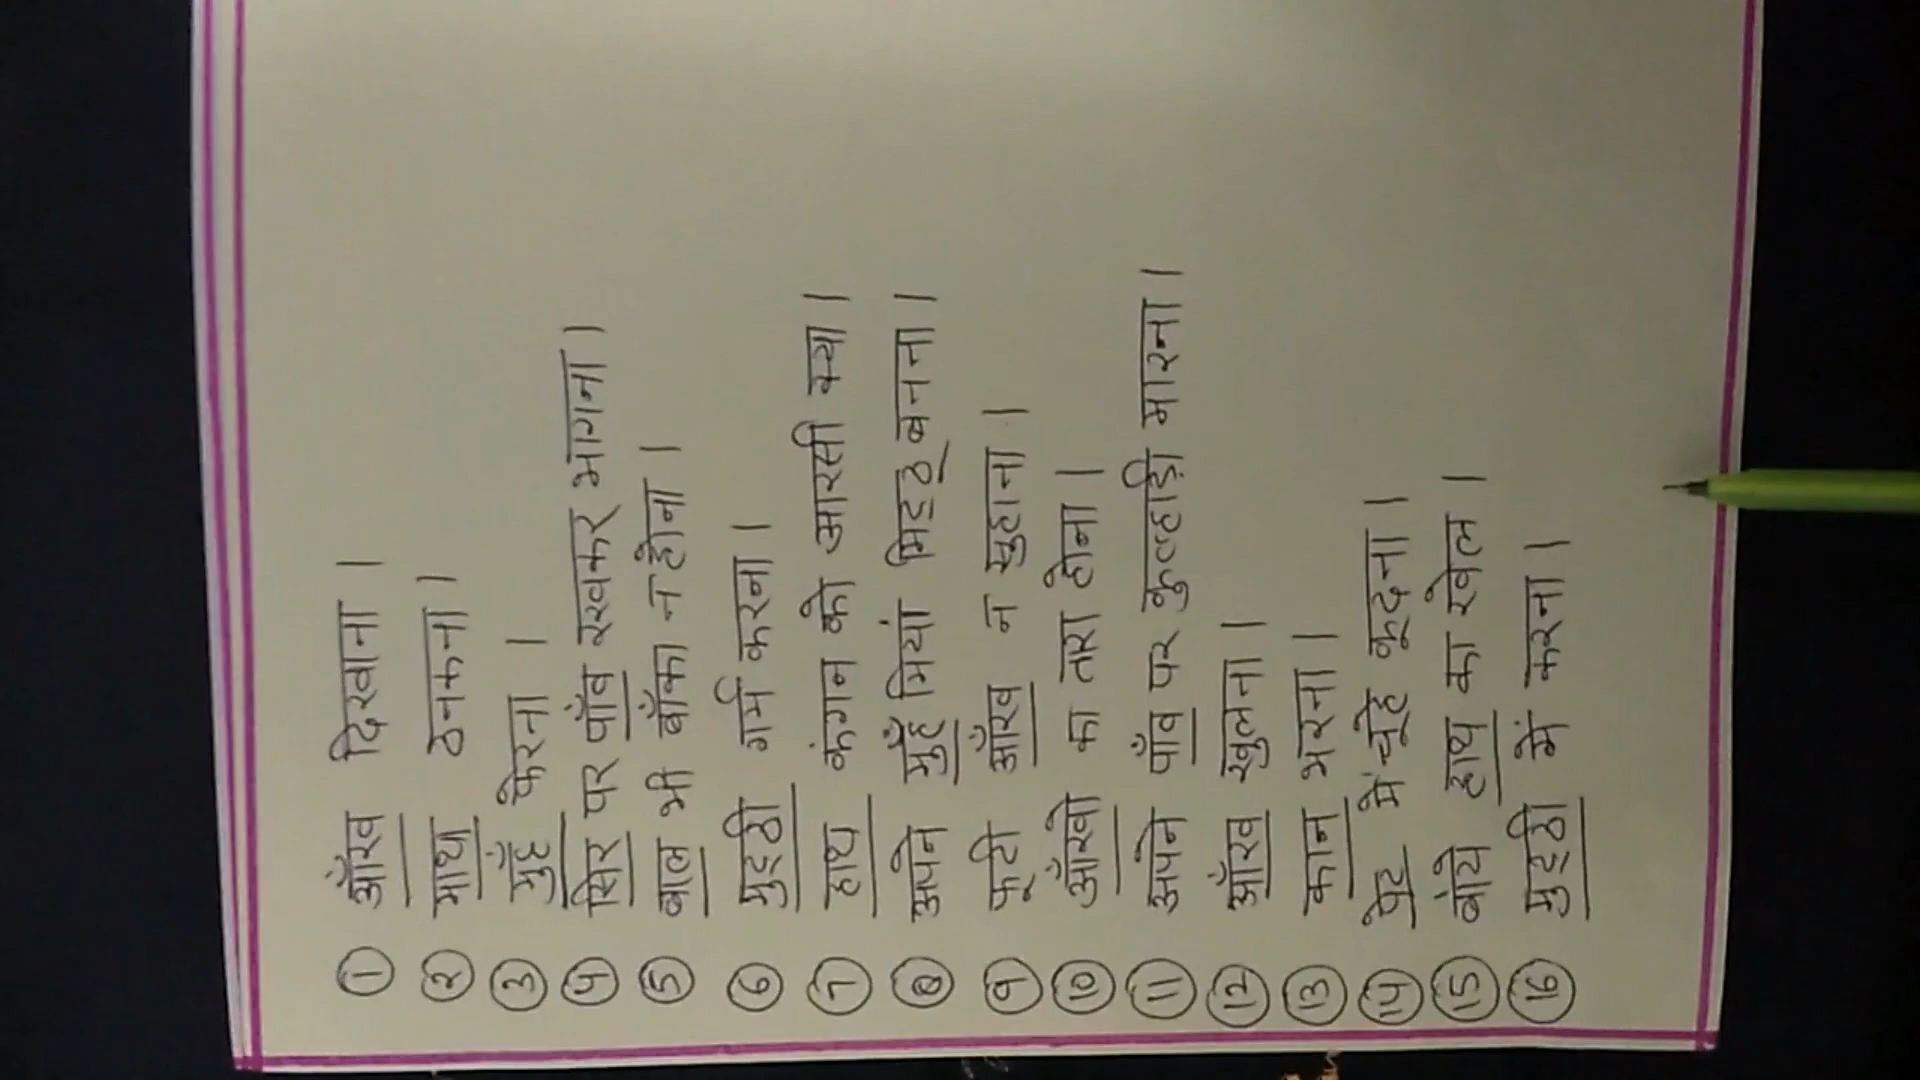 ① आँख दिखाना ।
② माथा ठनकना ।
③ मुँह फेरना ।
④ सिर पर पाँव रखकर भागना ।
⑤ बाल भी बाँका न होना ।
⑥ मुट्ठी गर्म करना ।
⑦ हाथ कंगन को आरसी क्या ।
⑧ अपने मुँह मियां मिट्ठू बनना ।
⑨ फूटी आँख न सुहाना ।
⑩ आँखो का तारा होना ।
⑪ अपने पाँव पर कुल्हाड़ी मारना ।
⑫ आँख खुलना ।
⑬ कान भरना ।
⑭ पेट में चूहे कूदना ।
⑮ बांये हाथ का खेल ।
⑯ मुट्ठी में करना ।